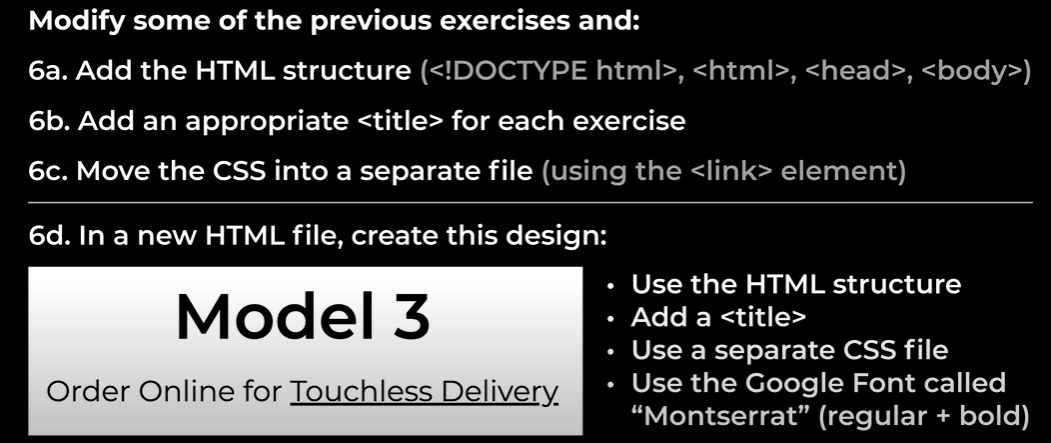 Modify some of the previous exercises and:
6a. Add the HTML structure (<!DOCTYPE html>, <html>, <head>, <body>)
6b. Add an appropriate <title> for each exercise
6c. Move the CSS into a separate file (using the <link> element)
6d. In a new HTML file, create this design:
Model 3
Order Online for Touchless Delivery
• Use the HTML structure
• Add a <title>
• Use a separate CSS file
• Use the Google Font called
“Montserrat” (regular + bold)